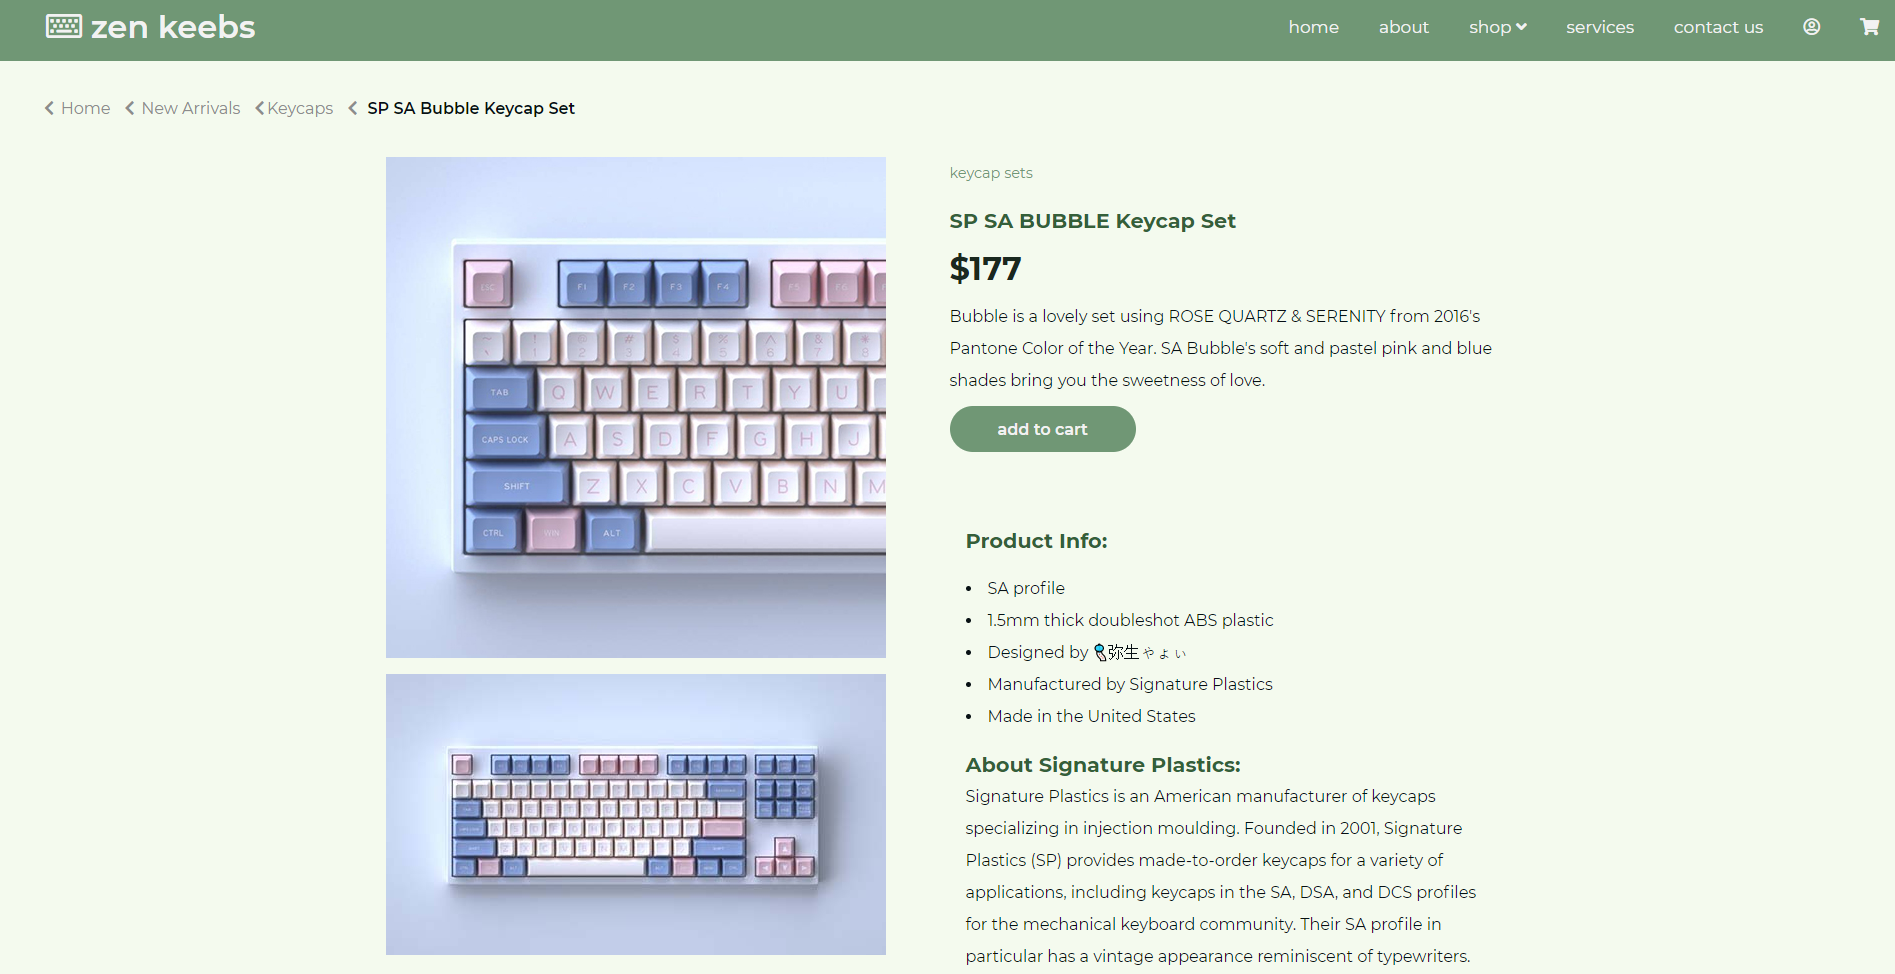 zen keebs
home about shop services contact us
Home New Arrivals Keycaps SP SA Bubble Keycap Set
keycap sets
SP SA BUBBLE Keycap Set
$177
Bubble is a lovely set using ROSE QUARTZ & SERENITY from 2016's
Pantone Color of the Year. SA Bubble's soft and pastel pink and blue
shades bring you the sweetness of love.
add to cart
Product Info:
• SA profile
• 1.5mm thick doubleshot ABS plastic
• Designed by 弥生ゃょぃ
• Manufactured by Signature Plastics
• Made in the United States
About Signature Plastics:
Signature Plastics is an American manufacturer of keycaps
specializing in injection moulding. Founded in 2001, Signature
Plastics (SP) provides made-to-order keycaps for a variety of
applications, including keycaps in the SA, DSA, and DCS profiles
for the mechanical keyboard community. Their SA profile in
particular has a vintage appearance reminiscent of typewriters.
ESC F1 F2 F3 F4 F5 F6
~ ! @ # $ % ^ & *
` 1 2 3 4 5 6 7 8
TAB Q W E R T Y U
CAPS LOCK A S D F G H J
SHIFT Z X C V B N M
CTRL WIN ALT